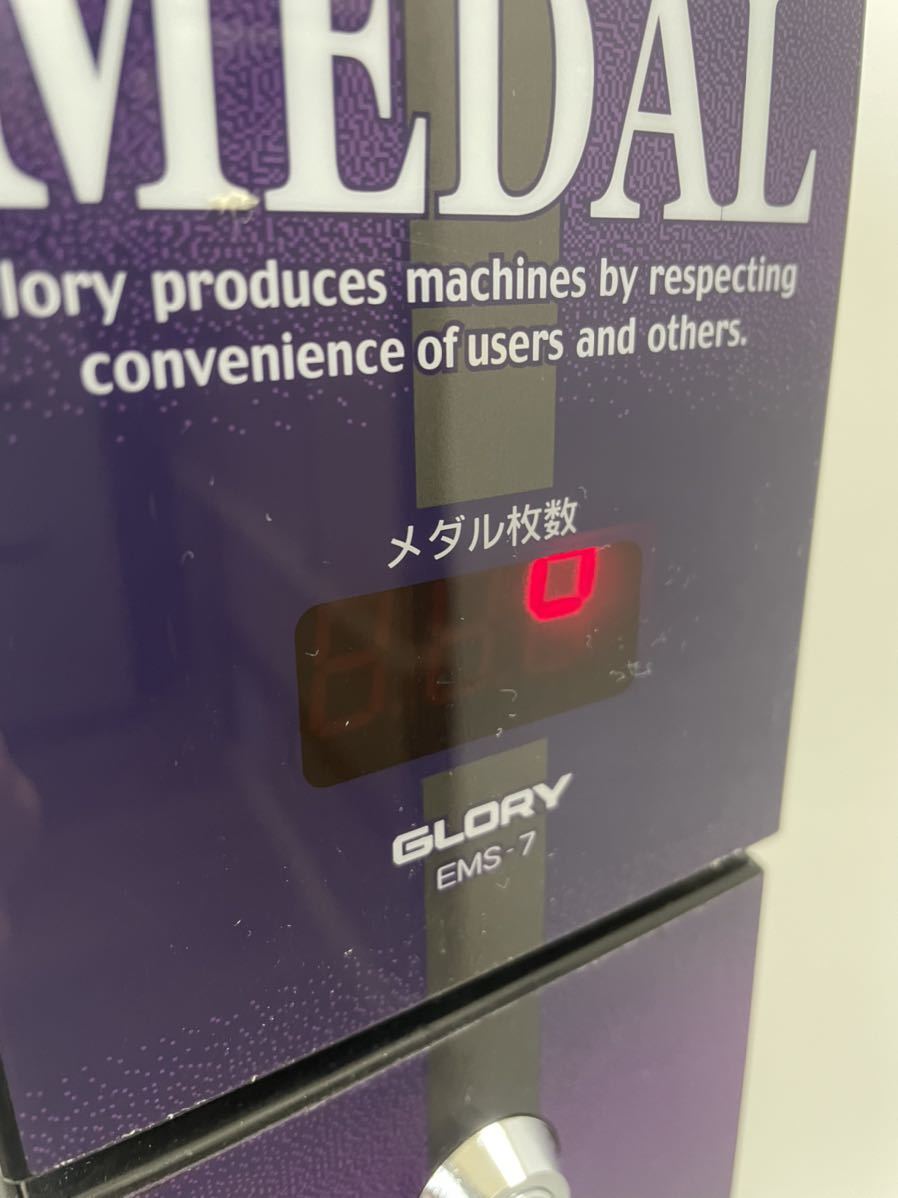 MEDAL
lory produces machines by respecting
convenience of users and others.
メダル枚数
GLORY
EMS-7